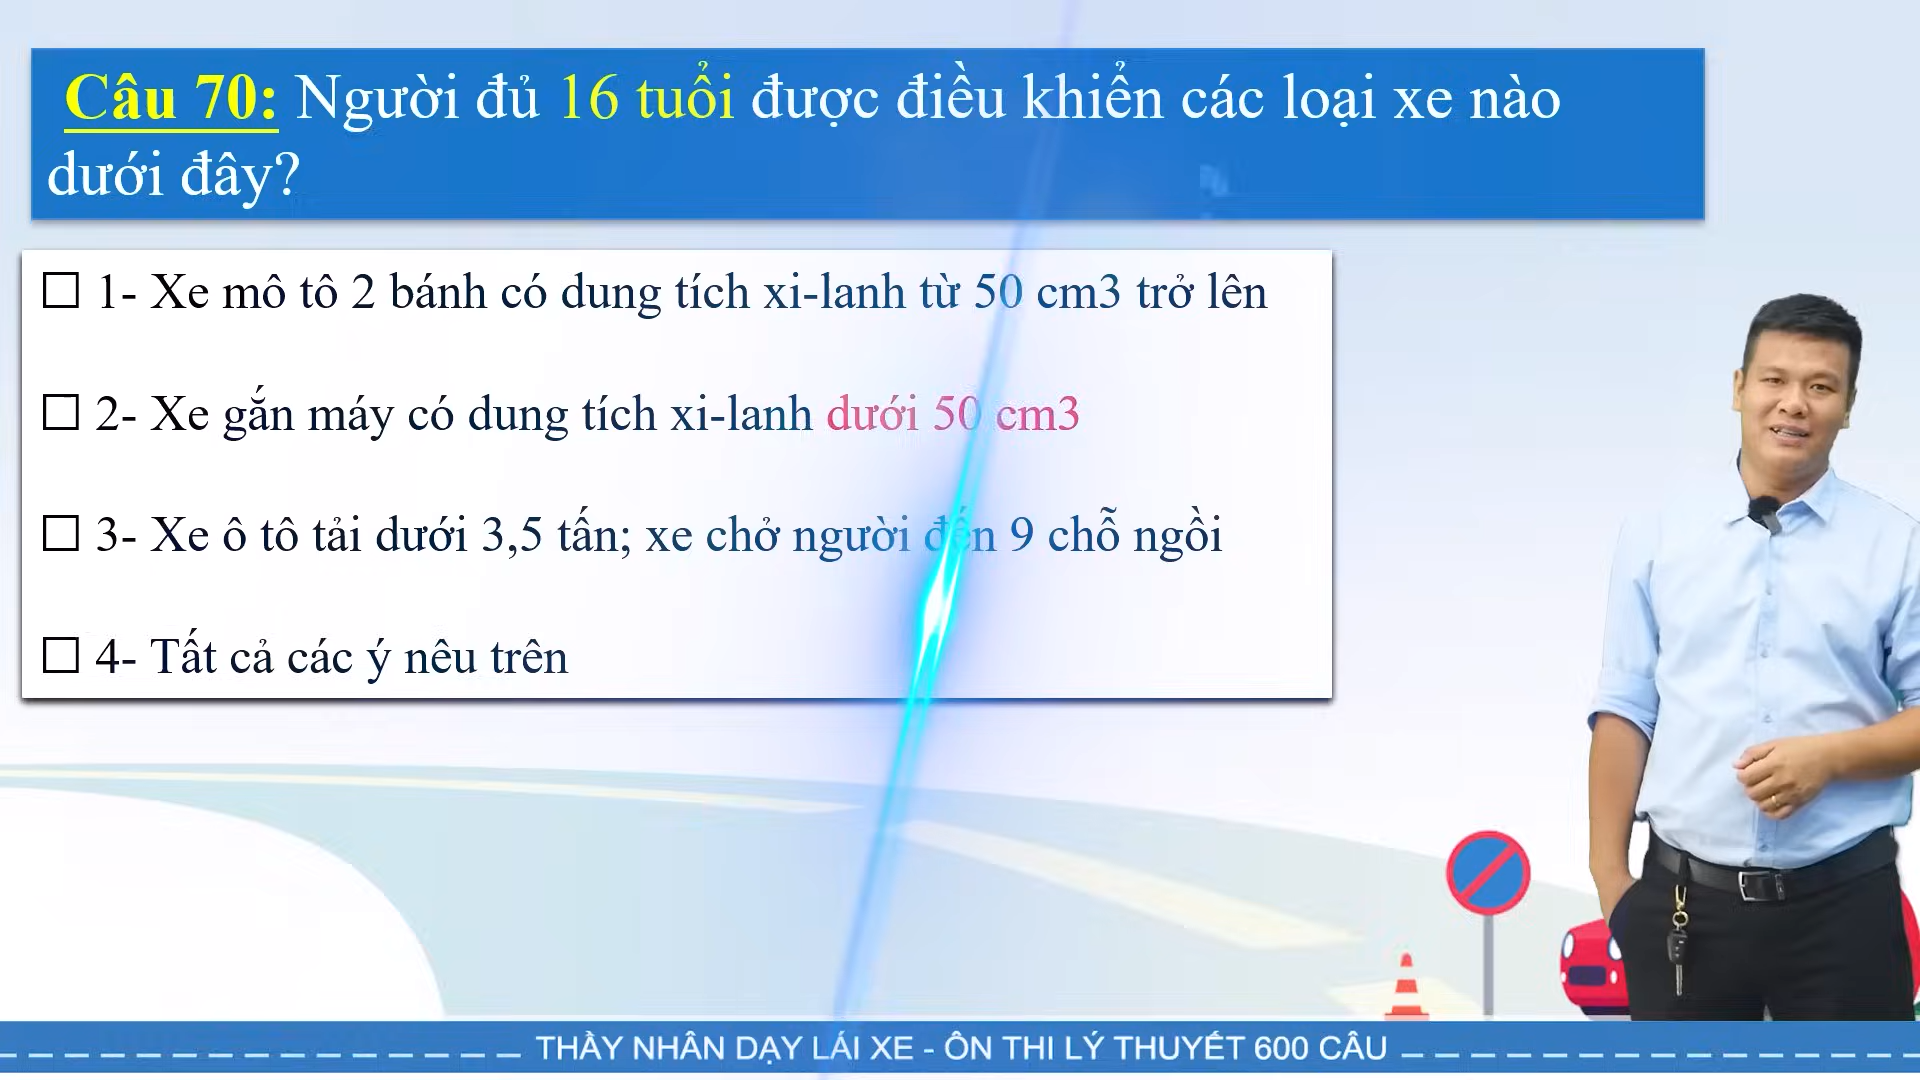 Câu 70: Người đủ 16 tuổi được điều khiển các loại xe nào
dưới đây?
1- Xe mô tô 2 bánh có dung tích xi-lanh từ 50 cm3 trở lên
2- Xe gắn máy có dung tích xi-lanh dưới 50 cm3
3- Xe ô tô tải dưới 3,5 tấn; xe chở người đến 9 chỗ ngồi
4- Tất cả các ý nêu trên
THẦY NHÂN DẠY LÁI XE - ÔN THI LÝ THUYẾT 600 CÂU